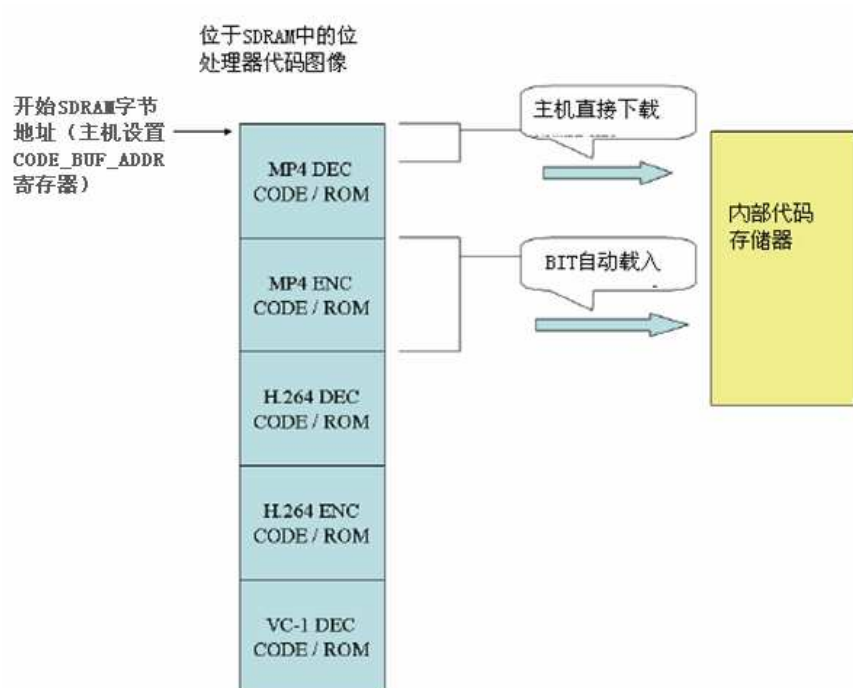 位于SDRAM中的位
处理器代码图像
开始SDRAM字节
地址（主机设置
CODE_BUF_ADDR
寄存器）
主机直接下载
MP4 DEC
CODE / ROM
内部代码
存储器
BIT自动载入
MP4 ENC
CODE / ROM
H.264 DEC
CODE / ROM
H.264 ENC
CODE / ROM
VC-1 DEC
CODE / ROM